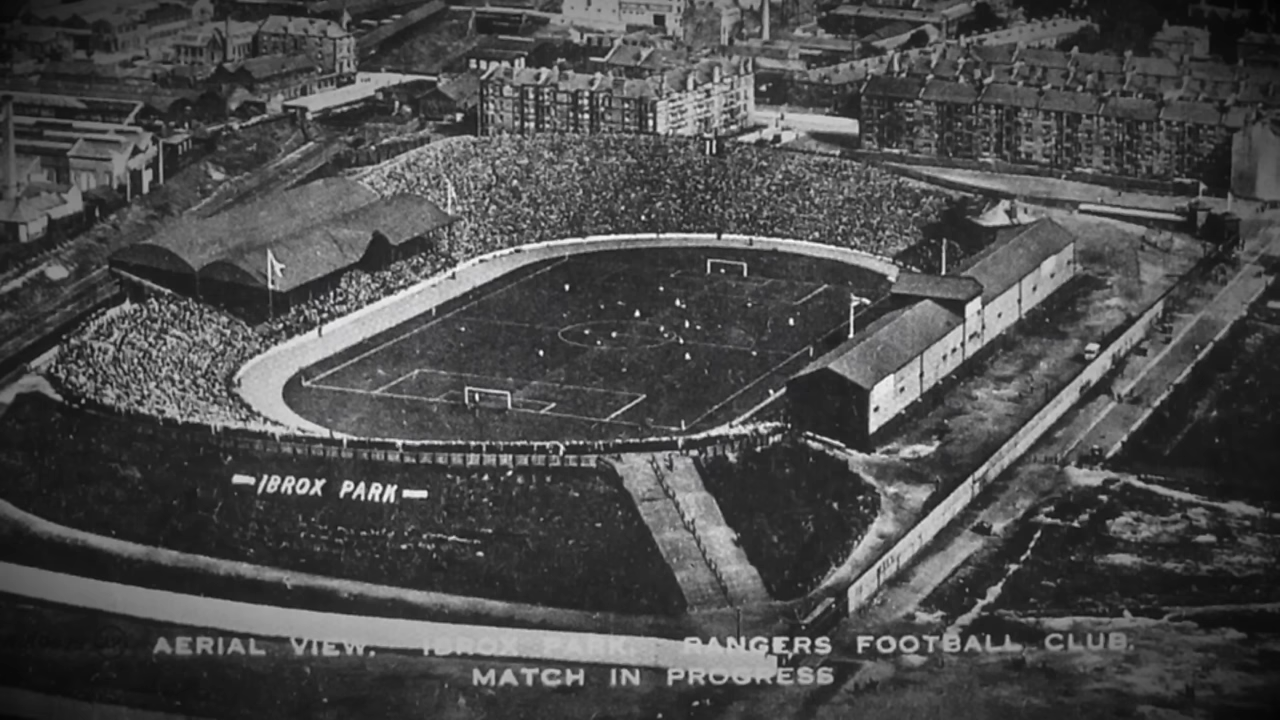 IBROX PARK
AERIAL VIEW. IBROX PARK. RANGERS FOOTBALL CLUB.
MATCH IN PROGRESS